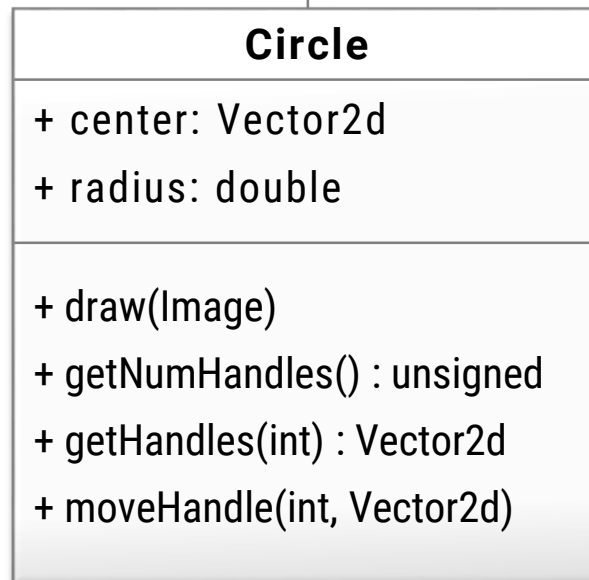 Circle
+ center: Vector2d
+ radius: double
+ draw(Image)
+ getNumHandles() : unsigned
+ getHandles(int) : Vector2d
+ moveHandle(int, Vector2d)